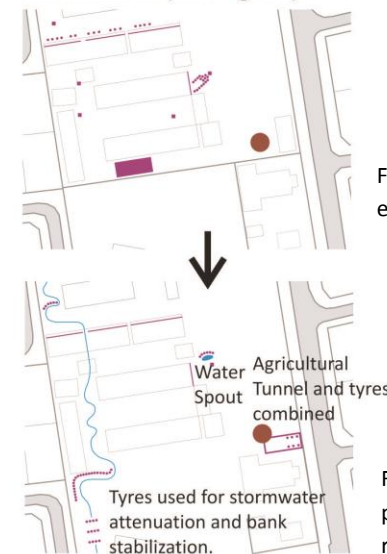 F
e
Water
Spout
Agricultural
Tunnel and tyres
combined
F
p
r
Tyres used for stormwater
attenuation and bank
stabilization.